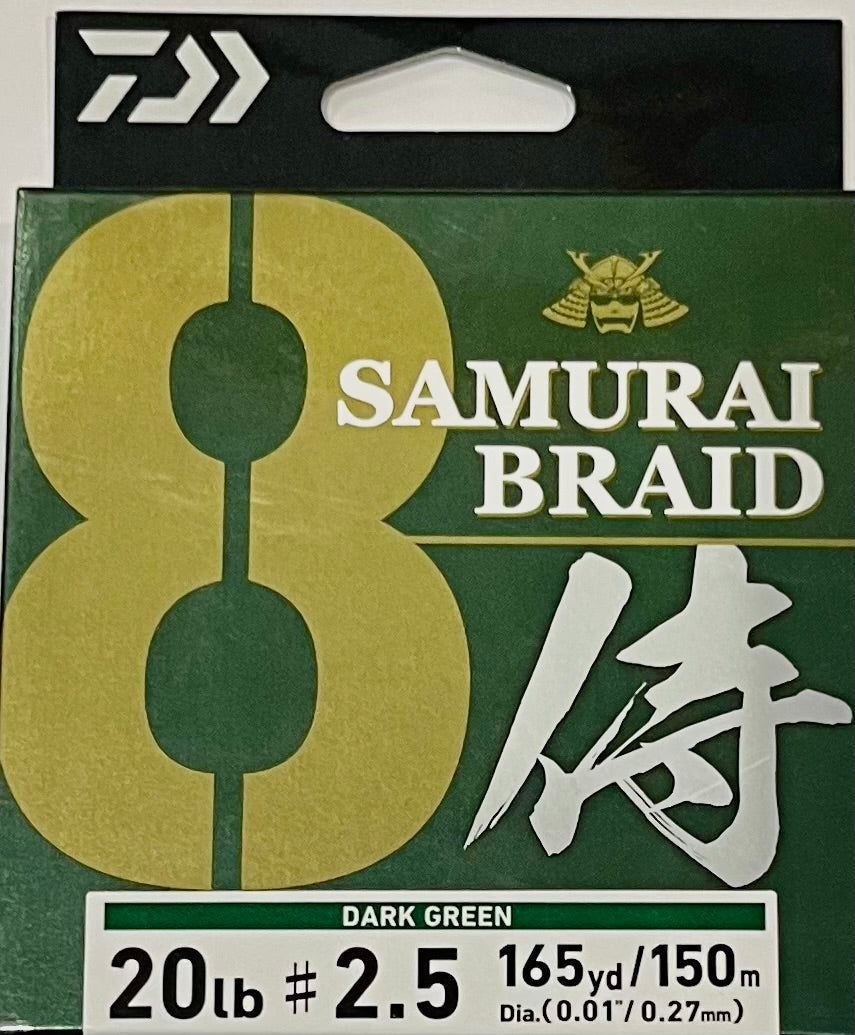 8
SAMURAI
BRAID
侍
DARK GREEN
20lb #2.5 165yd/150m
Dia.(0.01"/0.27mm)